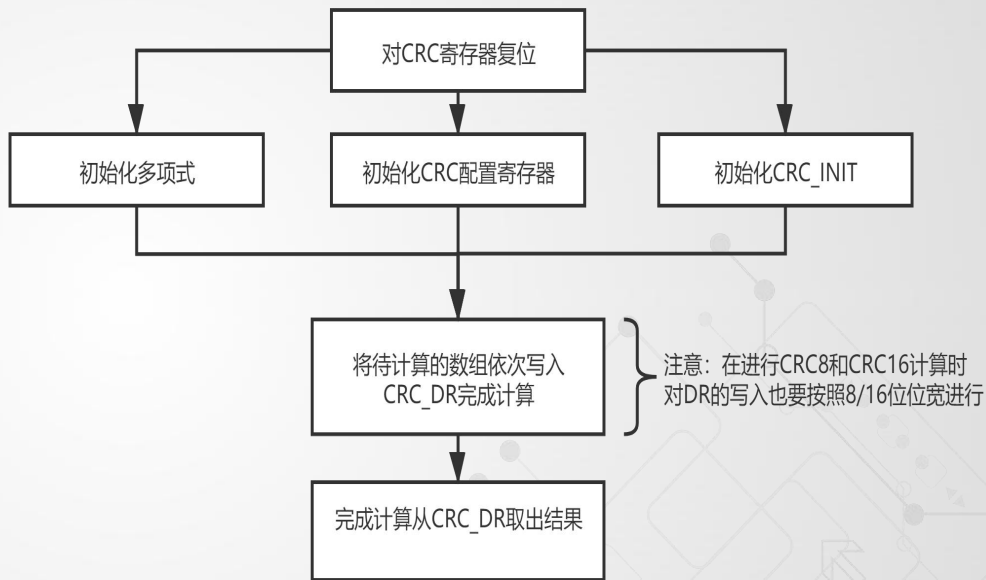 对CRC寄存器复位
初始化多项式
初始化CRC配置寄存器
初始化CRC_INIT
将待计算的数组依次写入
CRC_DR完成计算
注意：在进行CRC8和CRC16计算时
对DR的写入也要按照8/16位位宽进行
完成计算从CRC_DR取出结果